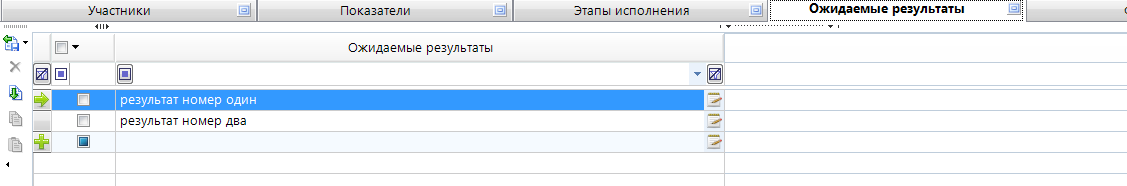 Участники Показатели Этапы исполнения Ожидаемые результаты
Ожидаемые результаты
результат номер один
результат номер два